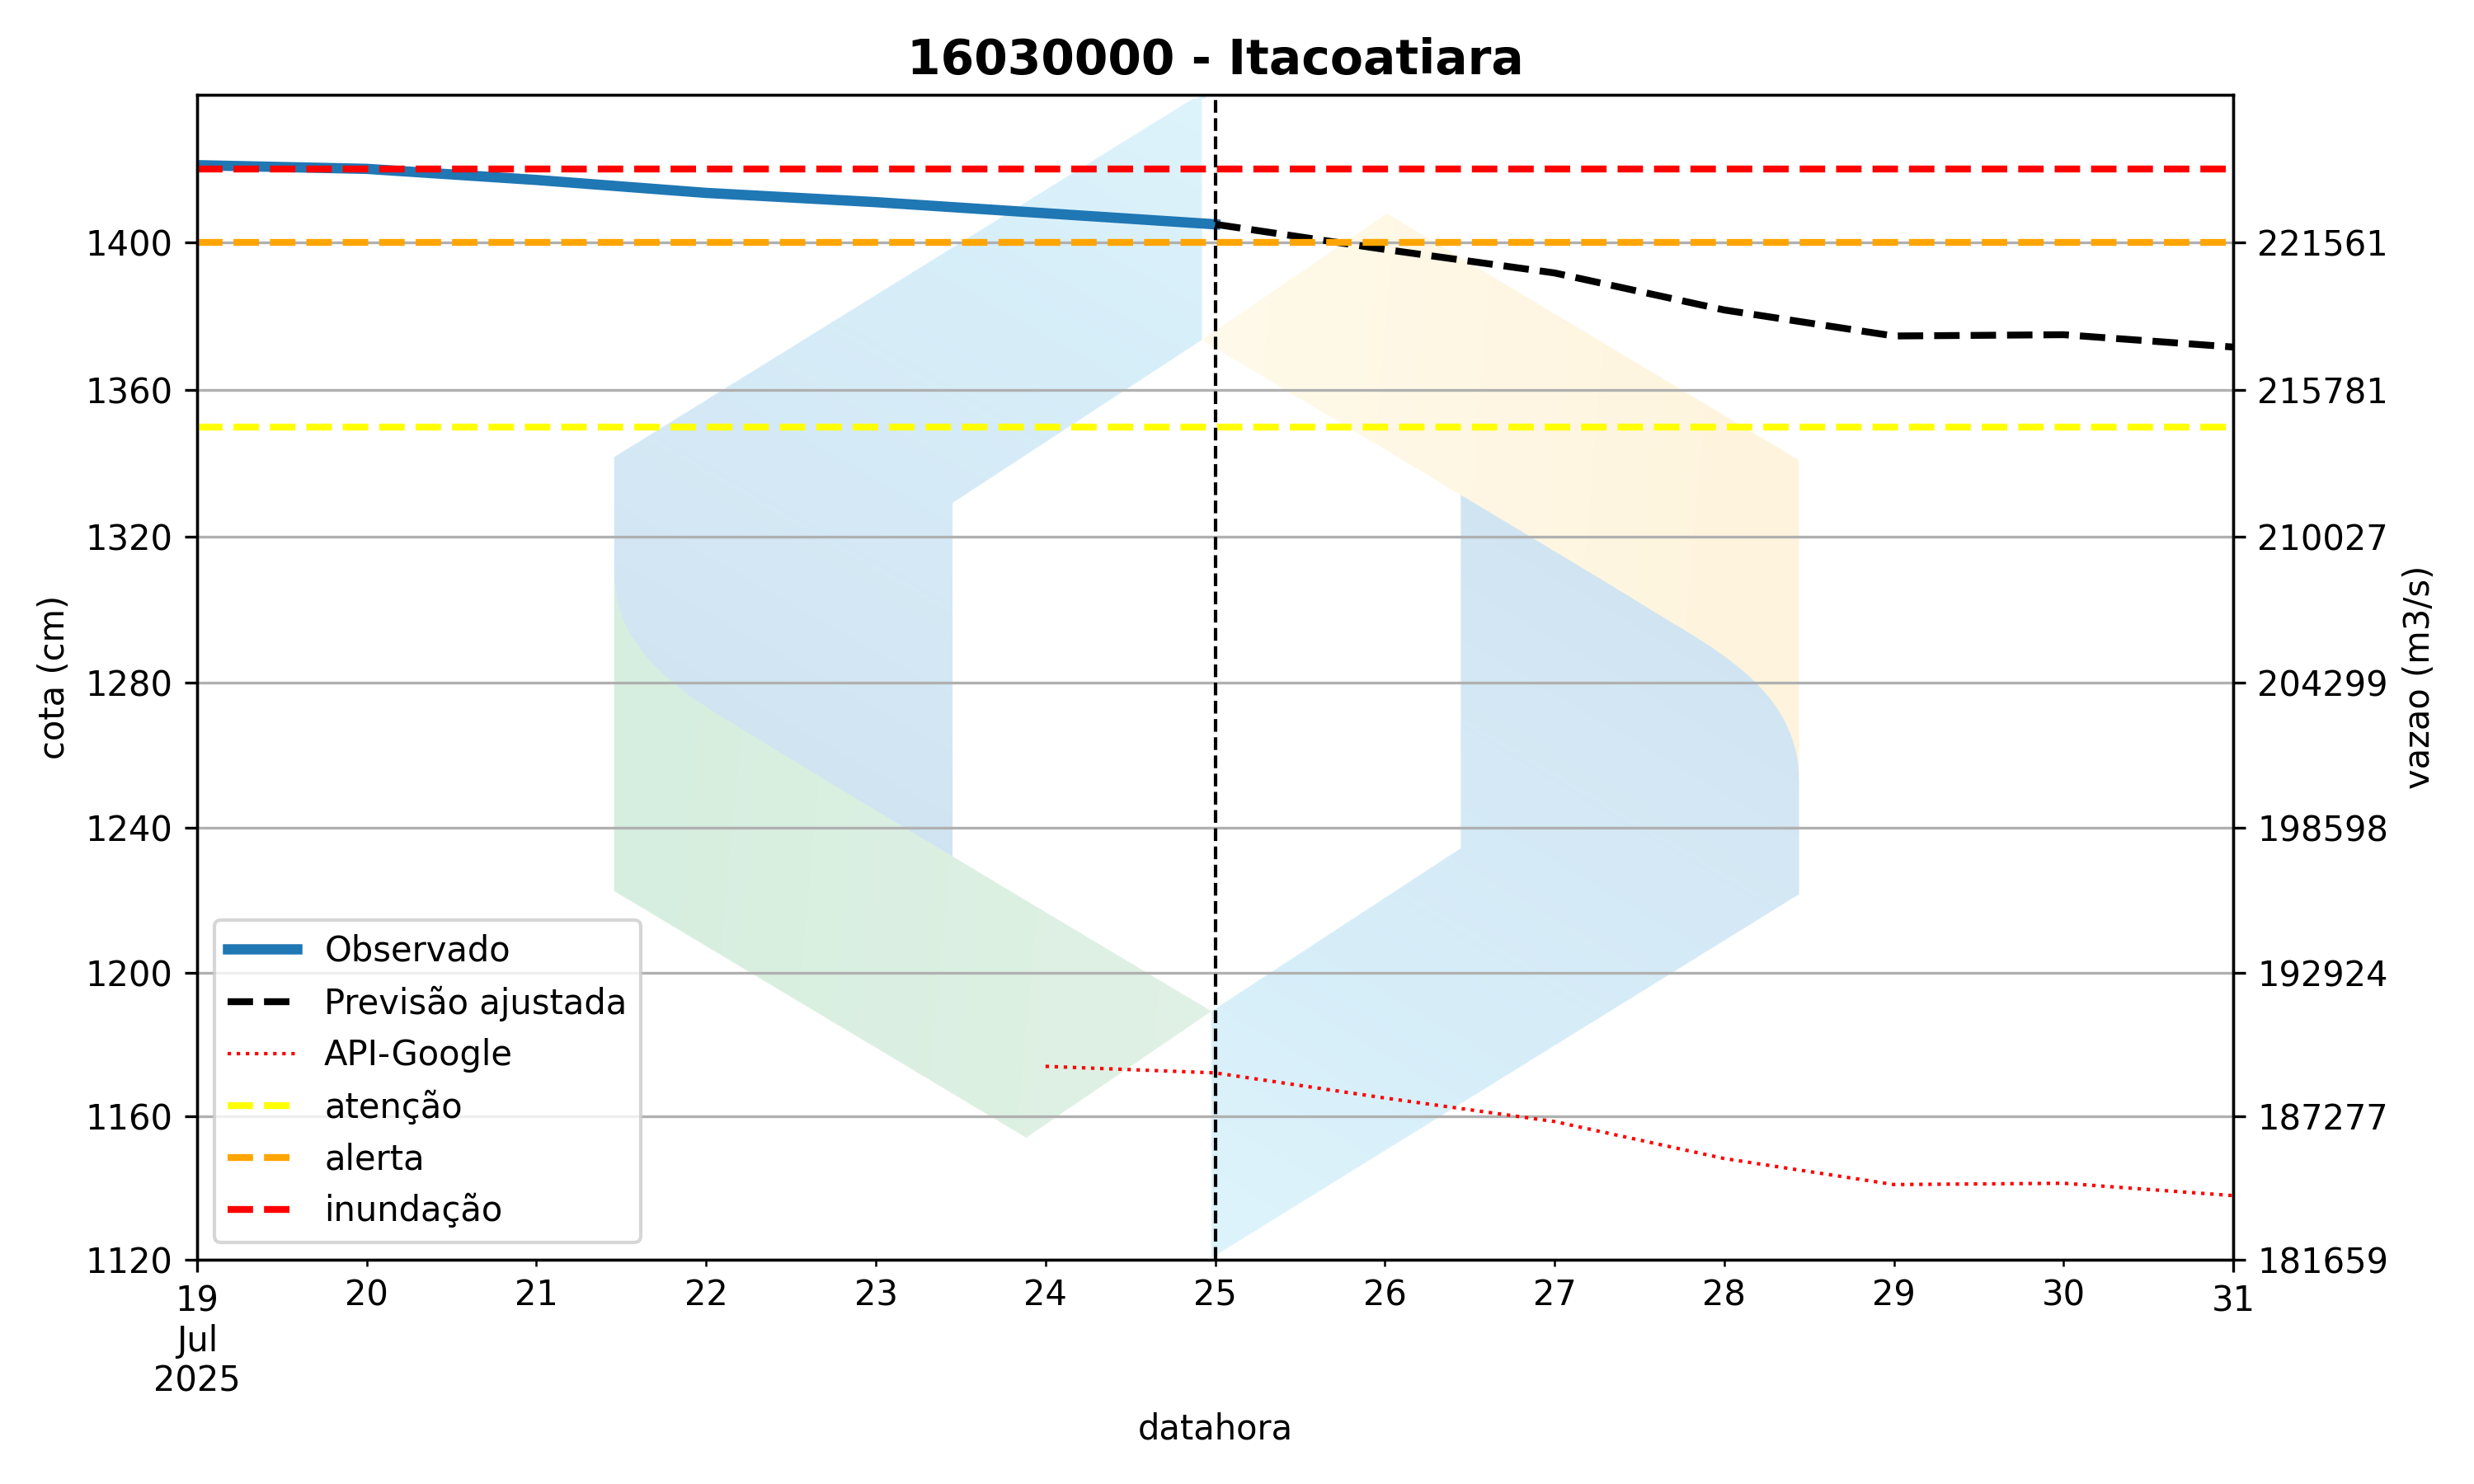 16030000 - Itacoatiara
cota (cm)
1400
1360
1320
1280
1240
1200
1160
1120
221561
215781
210027
204299
198598
192924
187277
181659
vazao (m3/s)
Observado
Previsão ajustada
API-Google
atenção
alerta
inundação
19 20 21 22 23 24 25 26 27 28 29 30 31
Jul
2025
datahora